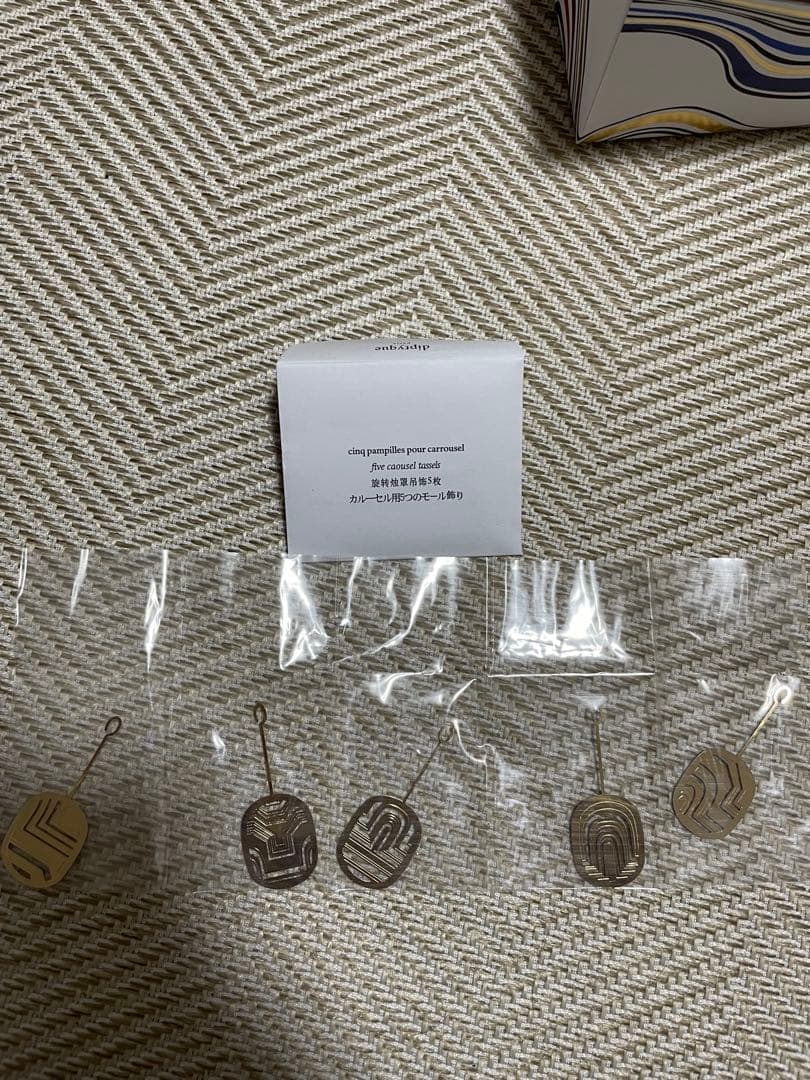 diptyque
cinq pampilles pour carrousel
five caousel tassels
旋转烛罩吊饰5枚
カルーセル用5つのモール飾り